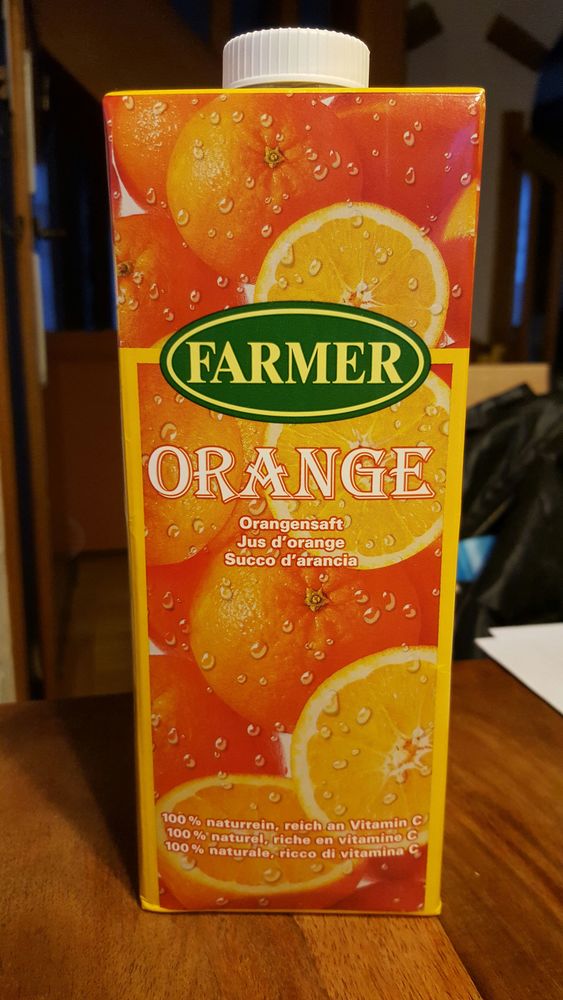 FARMER
ORANGE
Orangensaft
Jus d'orange
Succo d'arancia
100% naturrein, reich an Vitamin C
100% naturel, riche en vitamine C
100% naturale, ricco di vitamina C